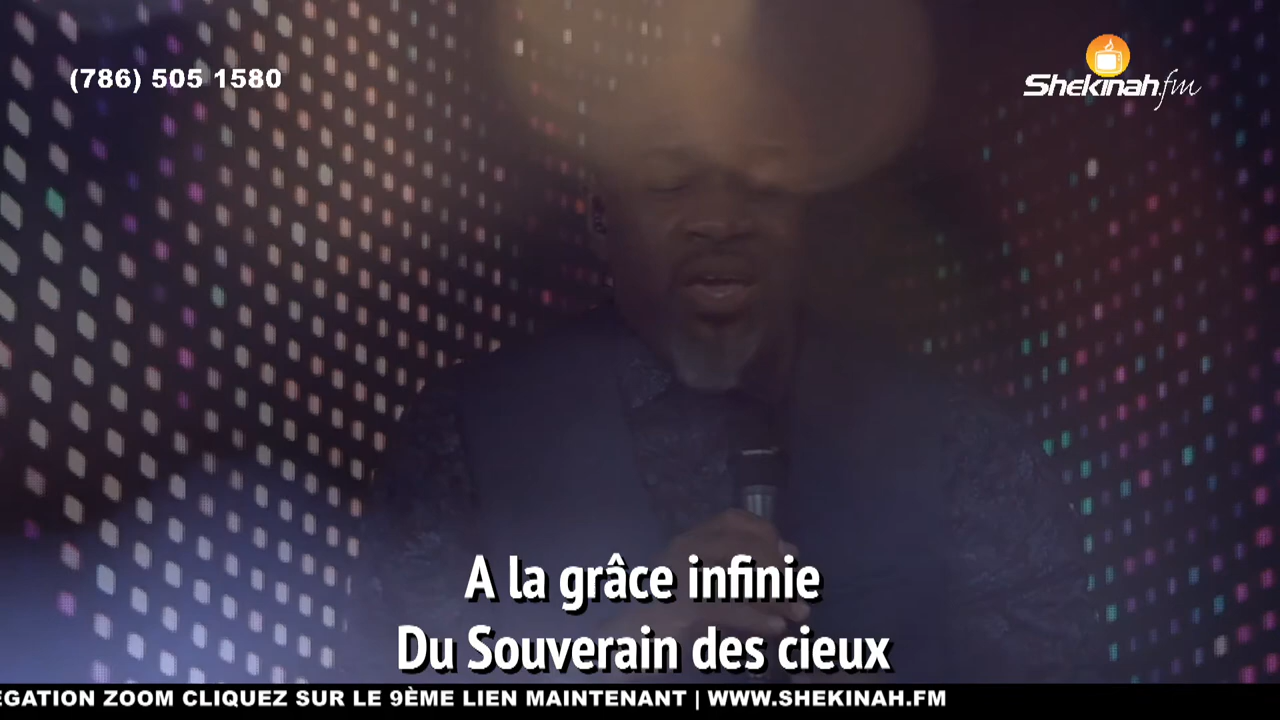 (786) 505 1580
Shekinah.fm
A la grâce infinie
Du Souverain des cieux
ÉGATION ZOOM CLIQUEZ SUR LE 9ÈME LIEN MAINTENANT | WWW.SHEKINAH.FM